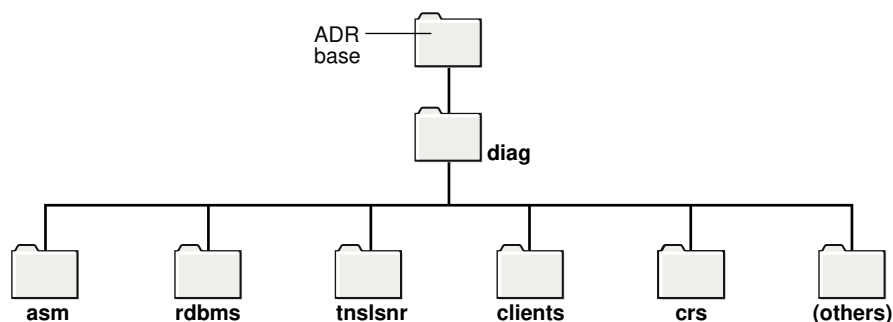 ADR
base
diag
asm
rdbms
tnslsnr
clients
crs
(others)